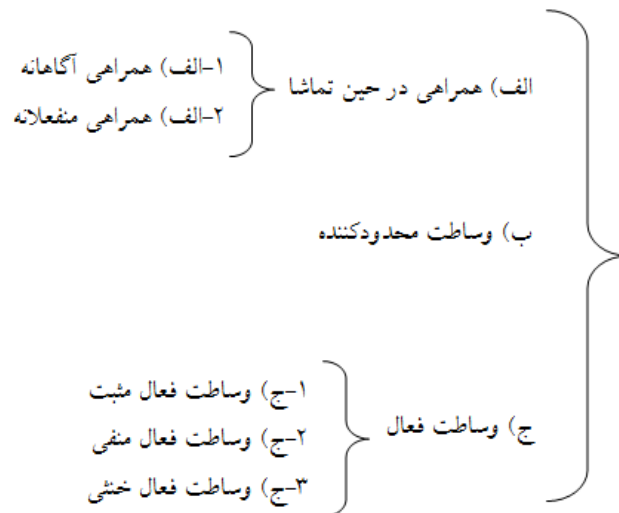 الف) همراهی در حین تماشا
۱-الف) همراهی آگاهانه
۲-الف) همراهی منفعلانه
ب) وساطت محدودکننده
ج) وساطت فعال
۱-ج) وساطت فعال مثبت
۲-ج) وساطت فعال منفی
۳-ج) وساطت فعال خنثی